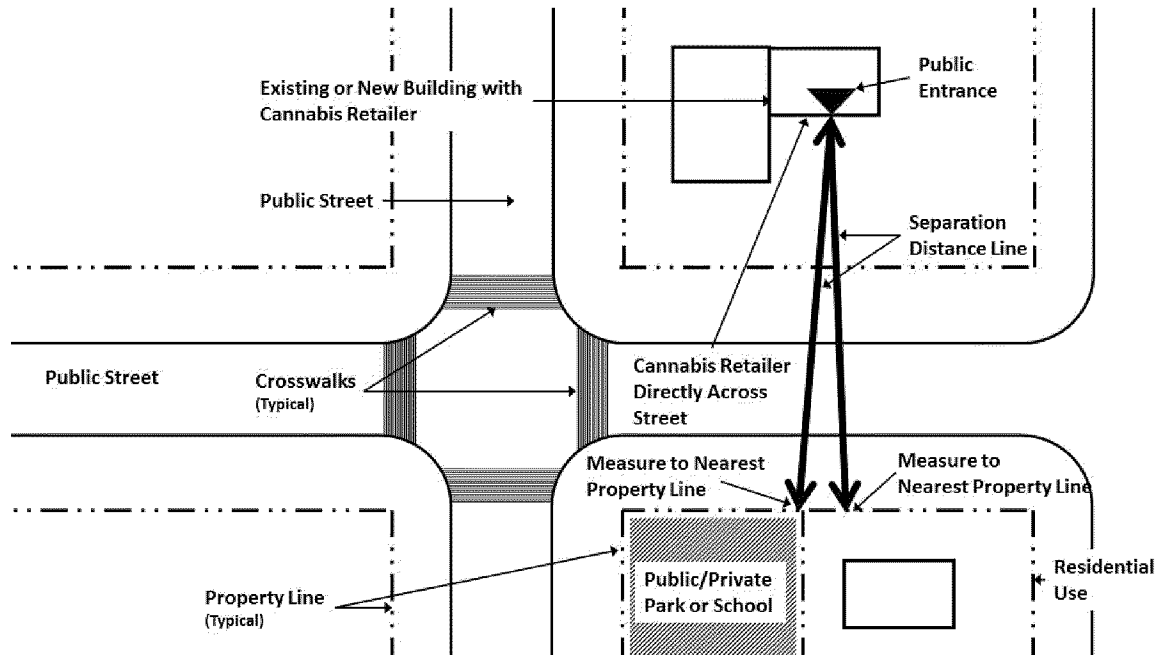 Existing or New Building with
Cannabis Retailer
Public
Entrance
Public Street
Separation
Distance Line
Public Street
Crosswalks
(Typical)
Cannabis Retailer
Directly Across
Street
Measure to Nearest
Property Line
Measure to
Nearest Property Line
Public/Private
Park or School
Residential
Use
Property Line
(Typical)